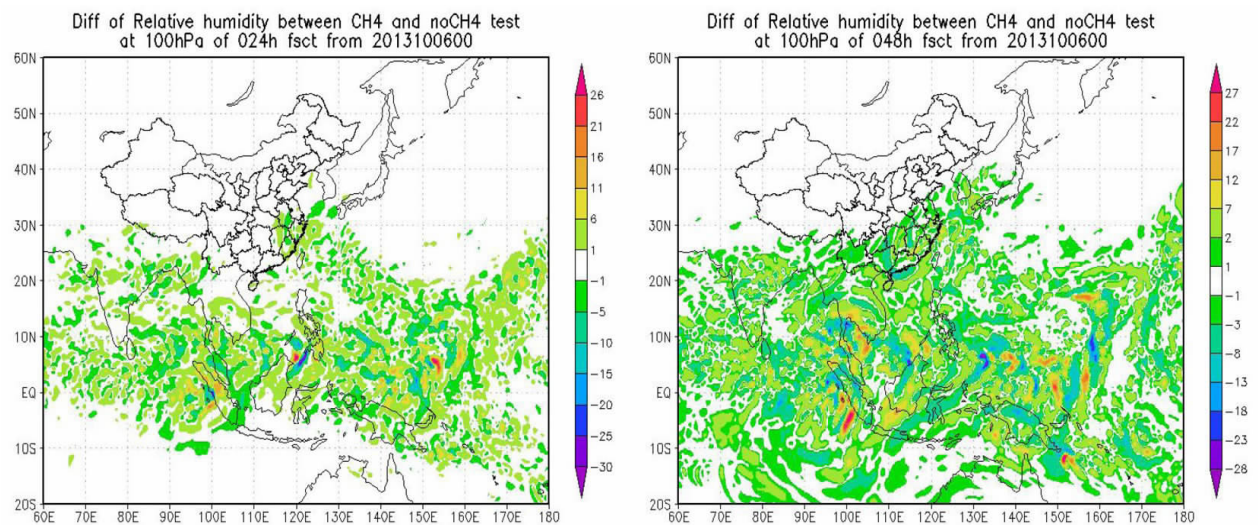 Diff of Relative humidity between CH4 and noCH4 test
at 100hPa of 024h fsct from 2013100600
60N
50N
40N
30N
20N
10N
EQ
10S
20S
60E 70E 80E 90E 100E 110E 120E 130E 140E 150E 160E 170E 180
26
21
16
11
6
1
−1
−5
−10
−15
−20
−25
−30
Diff of Relative humidity between CH4 and noCH4 test
at 100hPa of 048h fsct from 2013100600
60N
50N
40N
30N
20N
10N
EQ
10S
20S
60E 70E 80E 90E 100E 110E 120E 130E 140E 150E 160E 170E 180
27
22
17
12
7
2
1
−1
−3
−8
−13
−18
−23
−28